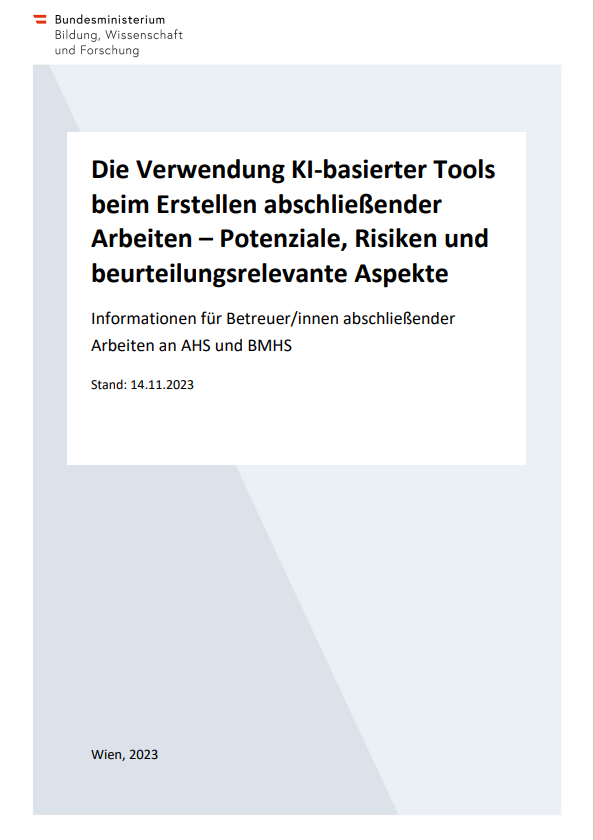 Bundesministerium
Bildung, Wissenschaft
und Forschung
Die Verwendung KI-basierter Tools
beim Erstellen abschließender
Arbeiten – Potenziale, Risiken und
beurteilungsrelevante Aspekte
Informationen für Betreuer/innen abschließender
Arbeiten an AHS und BMHS
Stand: 14.11.2023
Wien, 2023